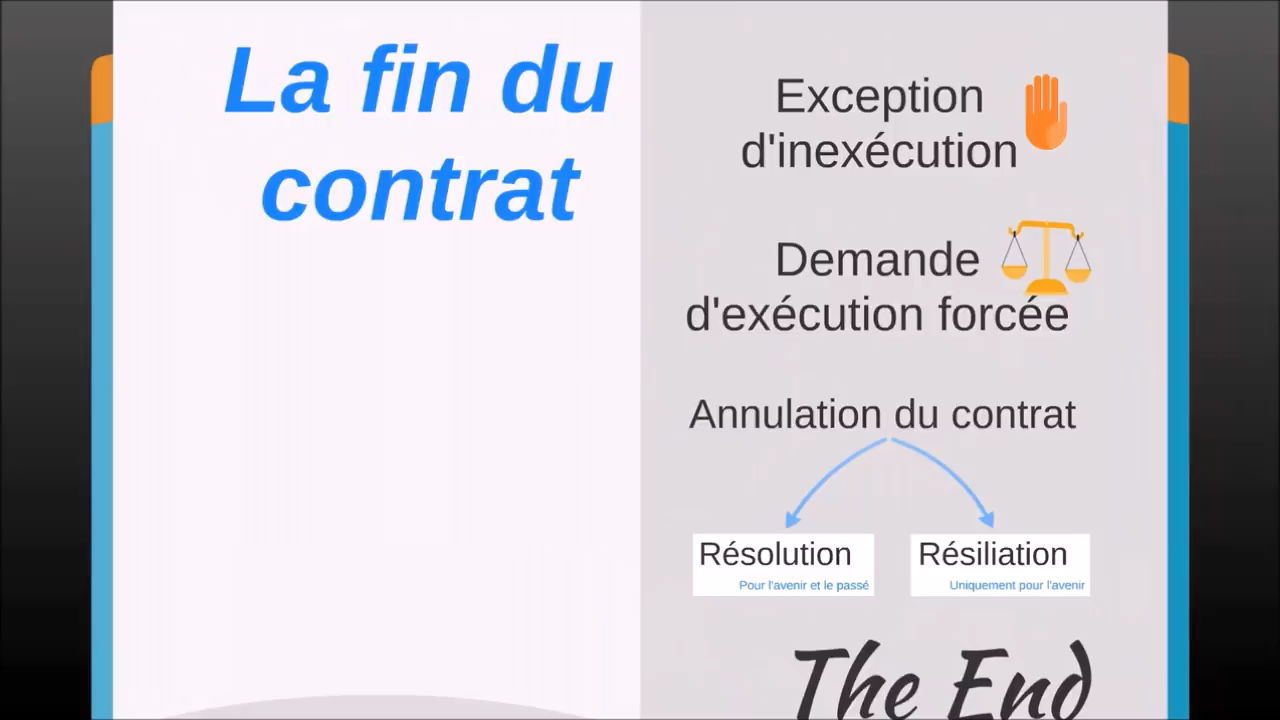 La fin du
contrat
Exception
d'inexécution
Demande
d'exécution forcée
Annulation du contrat
Résolution
Pour l'avenir et le passé
Résiliation
Uniquement pour l'avenir
The End